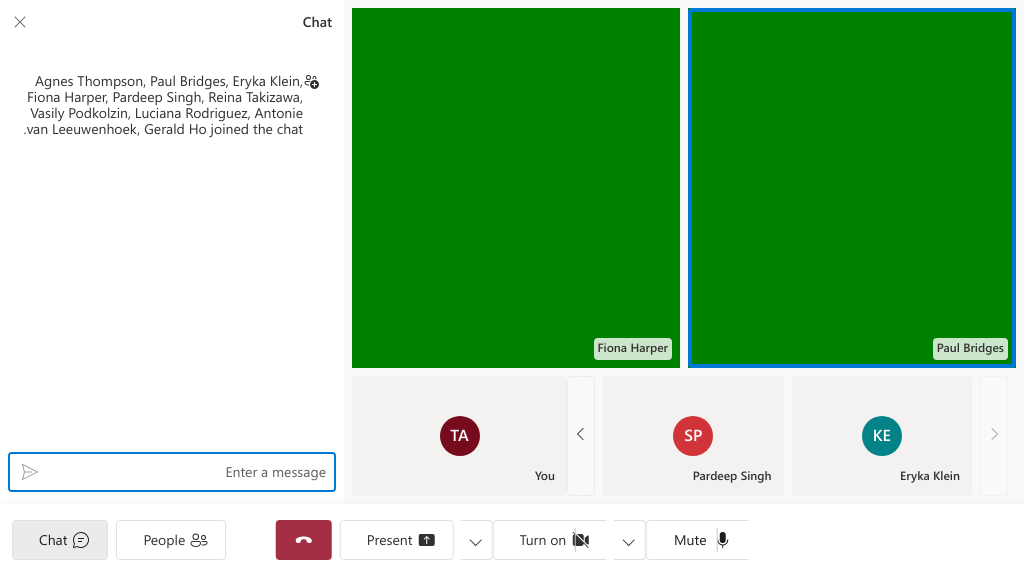 Chat
Agnes Thompson, Paul Bridges, Eryka Klein,
Fiona Harper, Pardeep Singh, Reina Takizawa,
Vasily Podkolzin, Luciana Rodriguez, Antonie
.van Leeuwenhoek, Gerald Ho joined the chat
Enter a message
Fiona Harper
Paul Bridges
TA
You
SP
Pardeep Singh
KE
Eryka Klein
Chat
People
Present
Turn on
Mute